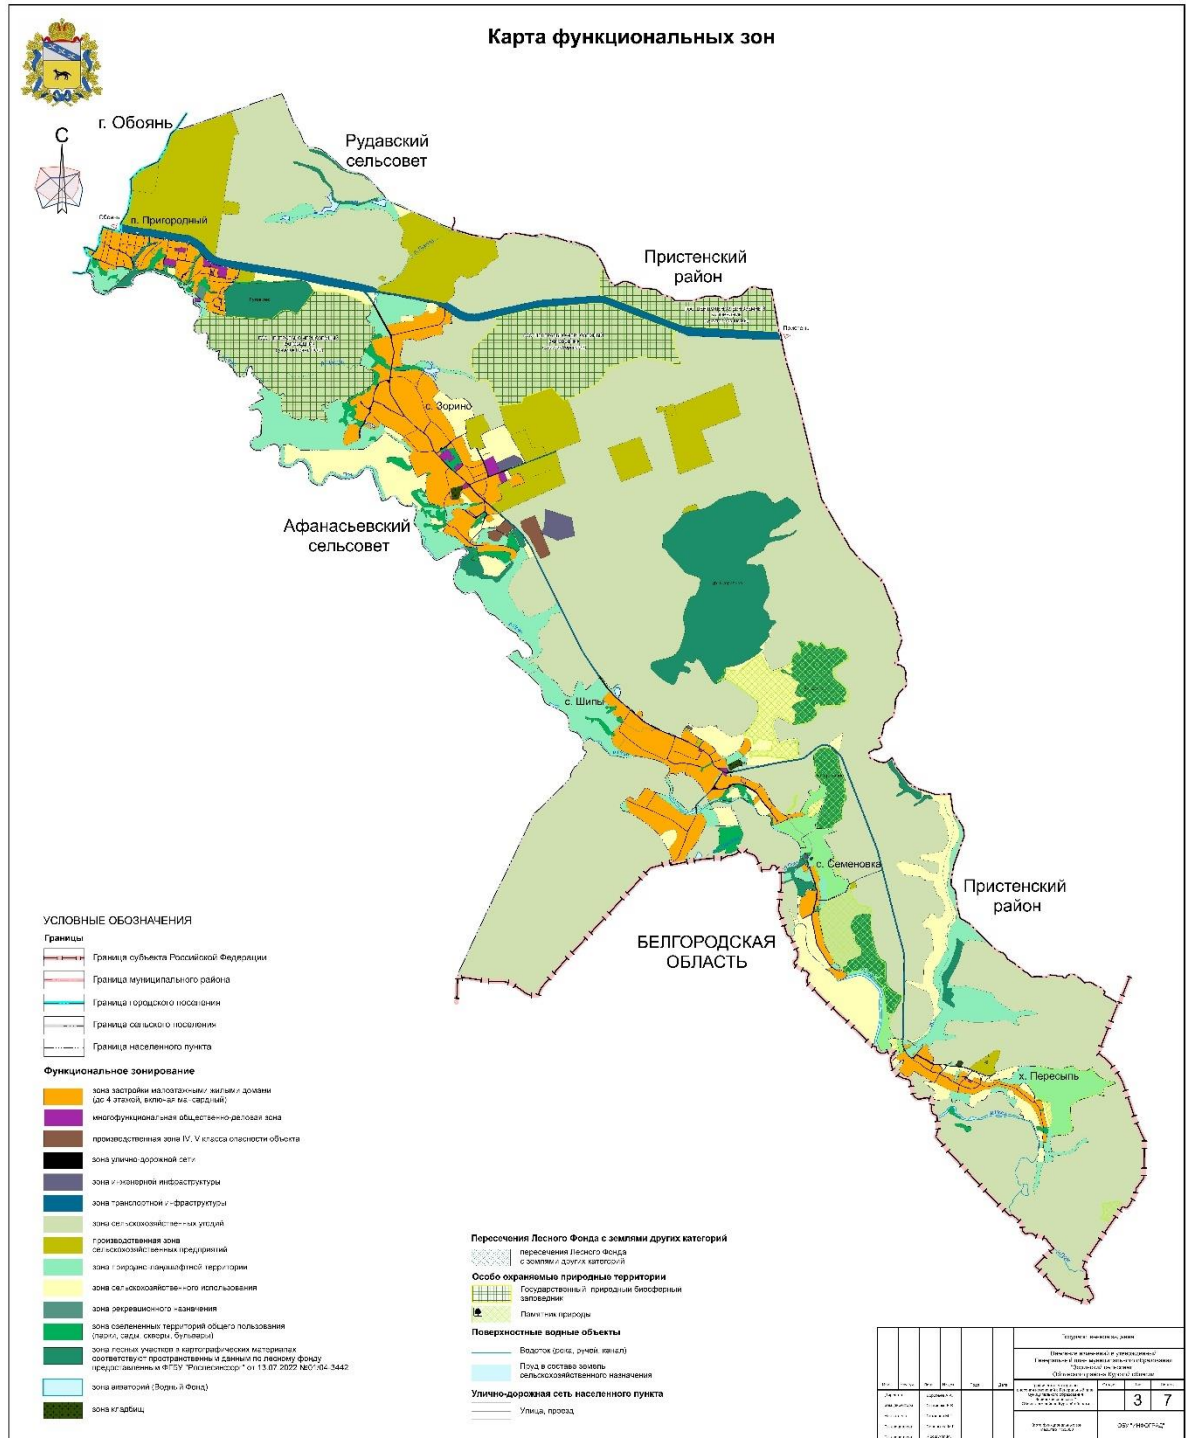 Карта функциональных зон
г. Обоянь
С
Рудавский
сельсовет
Обоянь
п. Пригородный
Пристенский
район
Пристень
с. Зорино
Афанасьевский
сельсовет
с. Шипы
с. Семеновка
Пристенский
район
БЕЛГОРОДСКАЯ
ОБЛАСТЬ
х. Пересыпь
УСЛОВНЫЕ ОБОЗНАЧЕНИЯ
Границы
Граница субъекта Российской Федерации
Граница муниципального района
Граница городского поселения
Граница сельского поселения
Граница населенного пункта
Функциональное зонирование
зона застройки малоэтажными жилыми домами
(до 4 этажей, включая мансардный)
многофункциональная общественно-деловая зона
производственная зона IV, V класса опасности объекта
зона улично-дорожной сети
зона инженерной инфраструктуры
зона транспортной инфраструктуры
зона сельскохозяйственных угодий
производственная зона
сельскохозяйственных предприятий
зона природно-ландшафтной территории
зона сельскохозяйственного использования
зона рекреационного назначения
зона озелененных территорий общего пользования
(парки, сады, скверы, бульвары)
зона лесных участков в картографических материалах
соответствуют пространственным данным по лесному фонду
предоставленным ФГБУ "Рослесинфорг" от 13.07.2022 №01/04-3442
зона акваторий (Водный Фонд)
зона кладбищ
Пересечения Лесного Фонда с землями других категорий
пересечения Лесного Фонда
с землями других категорий
Особо охраняемые природные территории
Государственный природный биосферный
заповедник
Памятник природы
Поверхностные водные объекты
Водоток (река, ручей, канал)
Пруд в составе земель
сельскохозяйственного назначения
Улично-дорожная сеть населенного пункта
Улица, проезд
3 7
ОБУ "ИНФОГРАД"